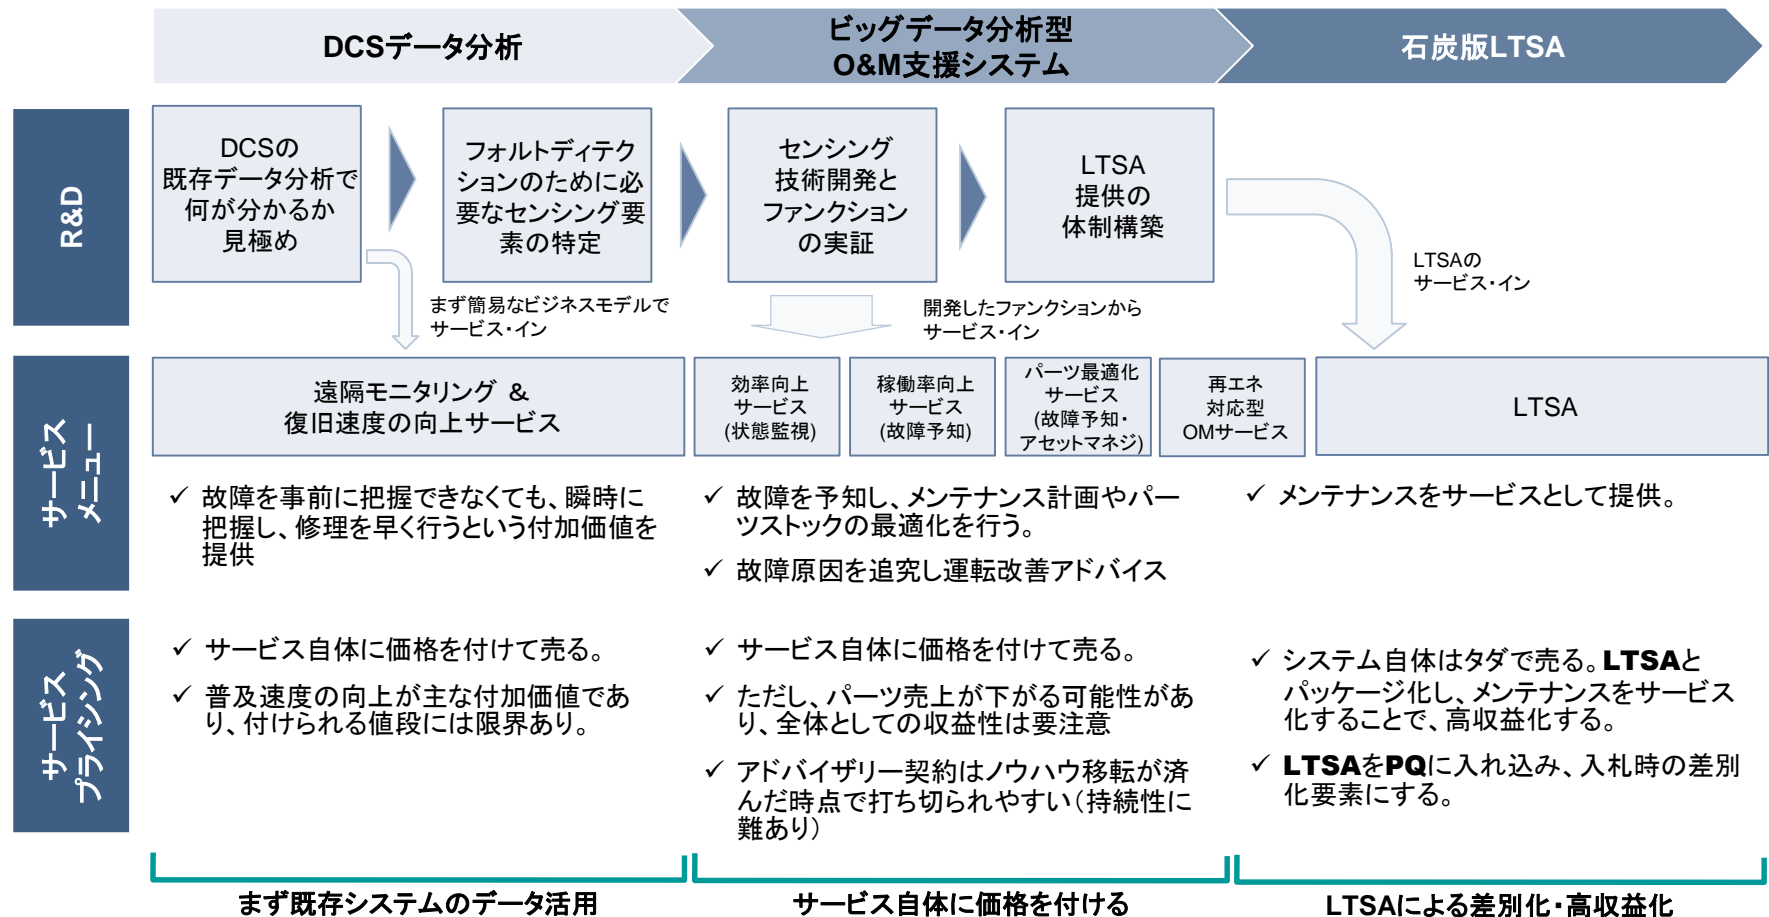 DCSデータ分析
ビッグデータ分析型
O&M支援システム
石炭版LTSA
R&D
DCSの
既存データ分析で
何が分かるか
見極め
フォルトディテク
ションのために必
要なセンシング要
素の特定
センシング
技術開発と
ファンクション
の実証
LTSA
提供の
体制構築
まず簡易なビジネスモデルで
サービス・イン
開発したファンクションから
サービス・イン
LTSAの
サービス・イン
サービス
メニュー
遠隔モニタリング &
復旧速度の向上サービス
効率向上
サービス
(状態監視)
稼働率向上
サービス
(故障予知)
パーツ最適化
サービス
(故障予知・
アセットマネジ)
再エネ
対応型
OMサービス
LTSA
✓ 故障を事前に把握できなくても、瞬時に
把握し、修理を早く行うという付加価値を
提供
✓ 故障を予知し、メンテナンス計画やパー
ツストックの最適化を行う。
✓ 故障原因を追究し運転改善アドバイス
✓ メンテナンスをサービスとして提供。
サービス
プライシング
✓ サービス自体に価格を付けて売る。
✓ 普及速度の向上が主な付加価値であ
り、付けられる値段には限界あり。
✓ サービス自体に価格を付けて売る。
✓ ただし、パーツ売上が下がる可能性があ
り、全体としての収益性は要注意
✓ アドバイザリー契約はノウハウ移転が済
んだ時点で打ち切られやすい(持続性に
難あり)
✓ システム自体はタダで売る。LTSAと
パッケージ化し、メンテナンスをサービス
化することで、高収益化する。
✓ LTSAをPQに入れ込み、入札時の差別
化要素にする。
まず既存システムのデータ活用
サービス自体に価格を付ける
LTSAによる差別化・高収益化